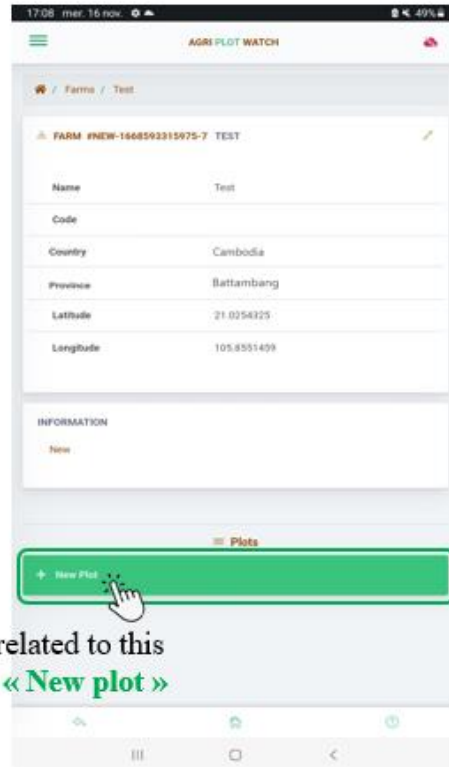 17:08 mer. 16 nov.
49%
AGRI PLOT WATCH
/ Farms / Test
FARM #NEW-1668593315975-7 TEST
Name Test
Code
Country Cambodia
Province Battambang
Latitude 21.0254325
Longitude 105.8551409
INFORMATION
New
Plots
+ New Plot
related to this
« New plot »